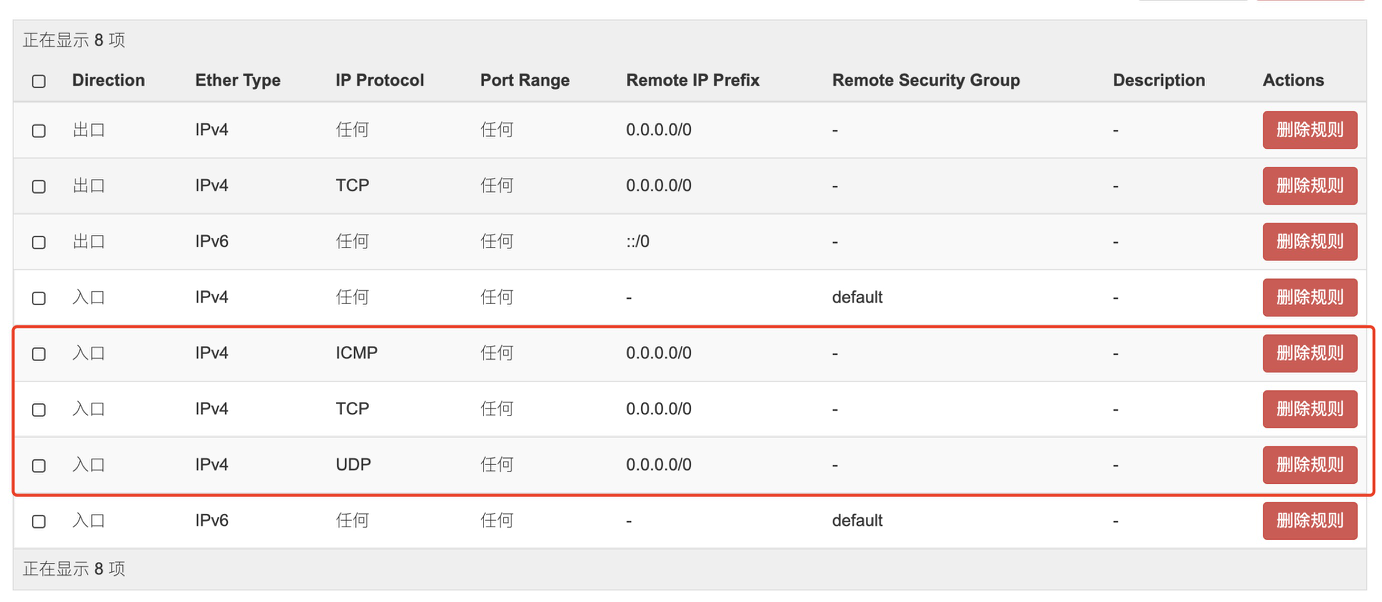 正在显示 8 项
Direction Ether Type IP Protocol Port Range Remote IP Prefix Remote Security Group Description Actions
出口 IPv4 任何 任何 0.0.0.0/0 - - 删除规则
出口 IPv4 TCP 任何 0.0.0.0/0 - - 删除规则
出口 IPv6 任何 任何 ::/0 - - 删除规则
入口 IPv4 任何 任何 - default - 删除规则
入口 IPv4 ICMP 任何 0.0.0.0/0 - - 删除规则
入口 IPv4 TCP 任何 0.0.0.0/0 - - 删除规则
入口 IPv4 UDP 任何 0.0.0.0/0 - - 删除规则
入口 IPv6 任何 任何 - default - 删除规则
正在显示 8 项